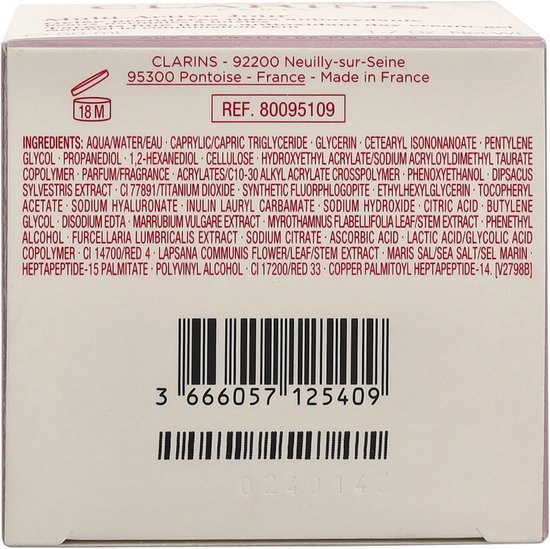 CLARINS
CLARINS - 92200 Neuilly-sur-Seine
95300 Pontoise - France - Made in France
18 M
REF. 80095109
INGREDIENTS: AQUA/WATER/EAU · CAPRYLIC/CAPRIC TRIGLYCERIDE · GLYCERIN · CETEARYL ISONONANOATE · PENTYLENE
GLYCOL · PROPANEDIOL · 1,2-HEXANEDIOL · CELLULOSE · HYDROXYETHYL ACRYLATE/SODIUM ACRYLOYLDIMETHYL TAURATE
COPOLYMER · PARFUM/FRAGRANCE · ACRYLATES/C10-30 ALKYL ACRYLATE CROSSPOLYMER · PHENOXYETHANOL · DIPSACUS
SYLVESTRIS EXTRACT · CI 77891/TITANIUM DIOXIDE · SYNTHETIC FLUORPHLOGOPITE · ETHYLHEXYLGLYCERIN · TOCOPHERYL
ACETATE · SODIUM HYALURONATE · INULIN LAURYL CARBAMATE · SODIUM HYDROXIDE · CITRIC ACID · BUTYLENE
GLYCOL · DISODIUM EDTA · MARRUBIUM VULGARE EXTRACT · MYROTHAMNUS FLABELLIFOLIA LEAF/STEM EXTRACT · PHENETHYL
ALCOHOL · FURCELLARIA LUMBRICALIS EXTRACT · SODIUM CITRATE · ASCORBIC ACID · LACTIC ACID/GLYCOLIC ACID
COPOLYMER · CI 14700/RED 4 · LAPSANA COMMUNIS FLOWER/LEAF/STEM EXTRACT · MARIS SAL/SEA SALT/SEL MARIN ·
HEPTAPEPTIDE-15 PALMITATE · POLYVINYL ALCOHOL · CI 17200/RED 33 · COPPER PALMITOYL HEPTAPEPTIDE-14. [V2798B]
3 666057 125409